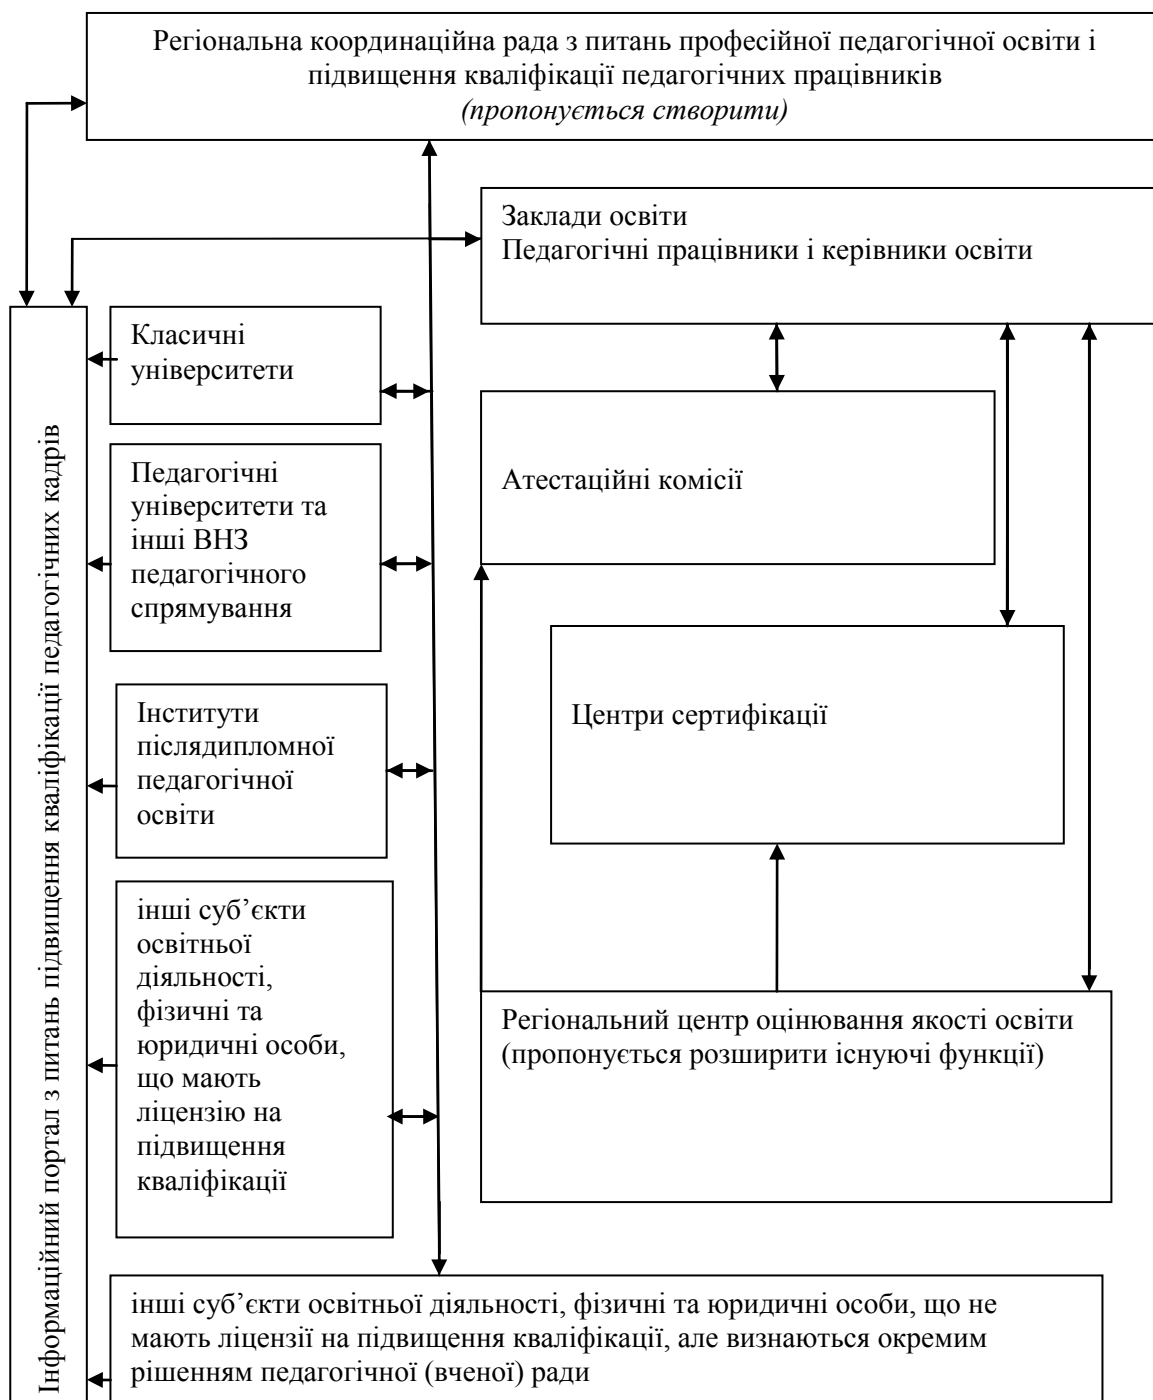 Регіональна координаційна рада з питань професійної педагогічної освіти і
підвищення кваліфікації педагогічних працівників
(пропонується створити)
Заклади освіти
Педагогічні працівники і керівники освіти
Інформаційний портал з питань підвищення кваліфікації педагогічних кадрів
Класичні
університети
Педагогічні
університети та
інші ВНЗ
педагогічного
спрямування
Інститути
післядипломної
педагогічної
освіти
інші суб’єкти
освітньої
діяльності,
фізичні та
юридичні особи,
що мають
ліцензію на
підвищення
кваліфікації
Атестаційні комісії
Центри сертифікації
Регіональний центр оцінювання якості освіти
(пропонується розширити існуючі функції)
інші суб’єкти освітньої діяльності, фізичні та юридичні особи, що не
мають ліцензії на підвищення кваліфікації, але визнаються окремим
рішенням педагогічної (вченої) ради